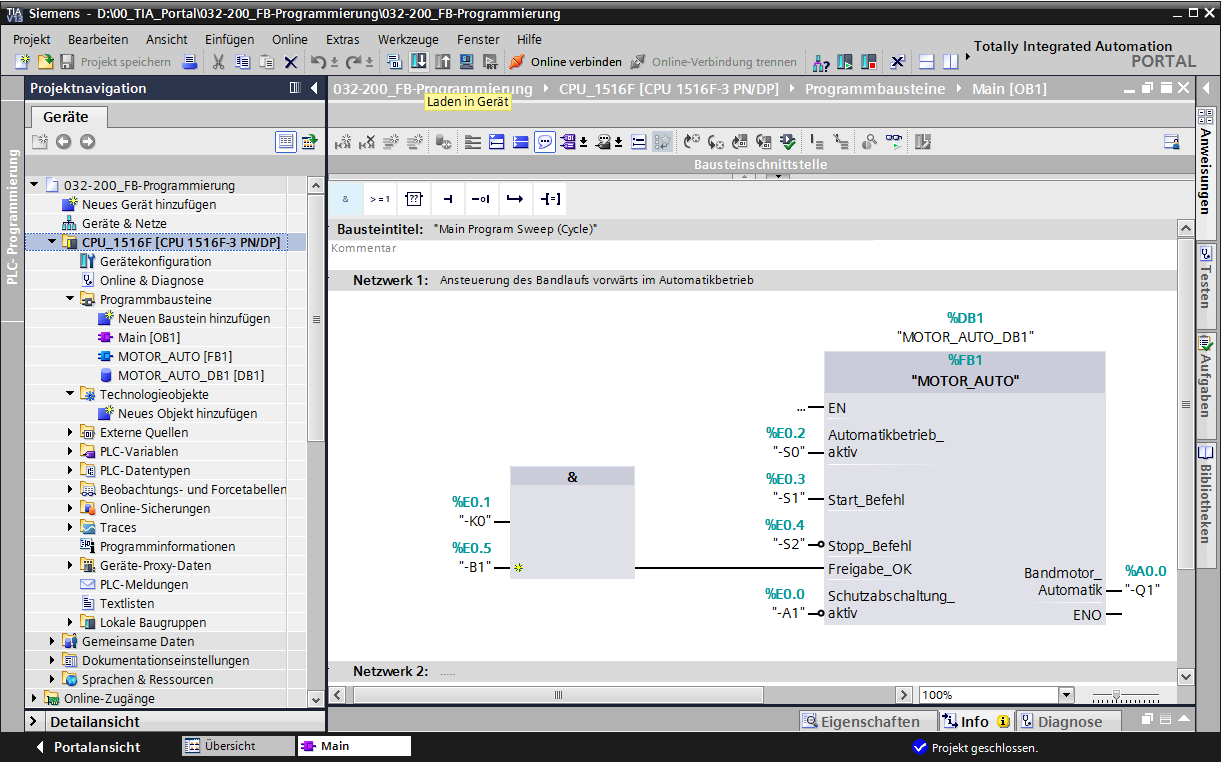 Siemens - D:\00_TIA_Portal\032-200_FB-Programmierung\032-200_FB-Programmierung
TIA
V13
Projekt Bearbeiten Ansicht Einfügen Online Extras Werkzeuge Fenster Hilfe
Projekt speichern
Online verbinden
Online-Verbindung trennen
Totally Integrated Automation
PORTAL
Projektnavigation
032-200_FB-Programmierung CPU_1516F [CPU 1516F-3 PN/DP] Programmbausteine Main [OB1]
Laden in Gerät
Geräte
PLC- Programmierung
032-200_FB-Programmierung
Neues Gerät hinzufügen
Geräte & Netze
CPU_1516F [CPU 1516F-3 PN/DP]
Gerätekonfiguration
Online & Diagnose
Programmbausteine
Neuen Baustein hinzufügen
Main [OB1]
MOTOR_AUTO [FB1]
MOTOR_AUTO_DB1 [DB1]
Technologieobjekte
Neues Objekt hinzufügen
Externe Quellen
PLC-Variablen
PLC-Datentypen
Beobachtungs- und Forcetabellen
Online-Sicherungen
Traces
Programminformationen
Geräte-Proxy-Daten
PLC-Meldungen
Textlisten
Lokale Baugruppen
Gemeinsame Daten
Dokumentationseinstellungen
Sprachen & Ressourcen
Online-Zugänge
Detailansicht
Bausteinschnittstelle
& >=1 ??
Bausteintitel: "Main Program Sweep (Cycle)"
Kommentar
Netzwerk 1: Ansteuerung des Bandlaufs vorwärts im Automatikbetrieb
%DB1
"MOTOR_AUTO_DB1"
%FB1
"MOTOR_AUTO"
... EN
%E0.2
"-S0"
Automatikbetrieb_
aktiv
%E0.3
"-S1"
Start_Befehl
&
%E0.1
"-K0"
%E0.5
"-B1"
%E0.4
"-S2"
Stopp_Befehl
Freigabe_OK
%E0.0
"-A1"
Schutzabschaltung_
aktiv
Bandmotor_
Automatik
%A0.0
"-Q1"
ENO
Netzwerk 2: .....
100%
Eigenschaften
Info
Diagnose
Anweisungen
Testen
Aufgaben
Bibliotheken
Portalansicht
Übersicht
Main
Projekt geschlossen.